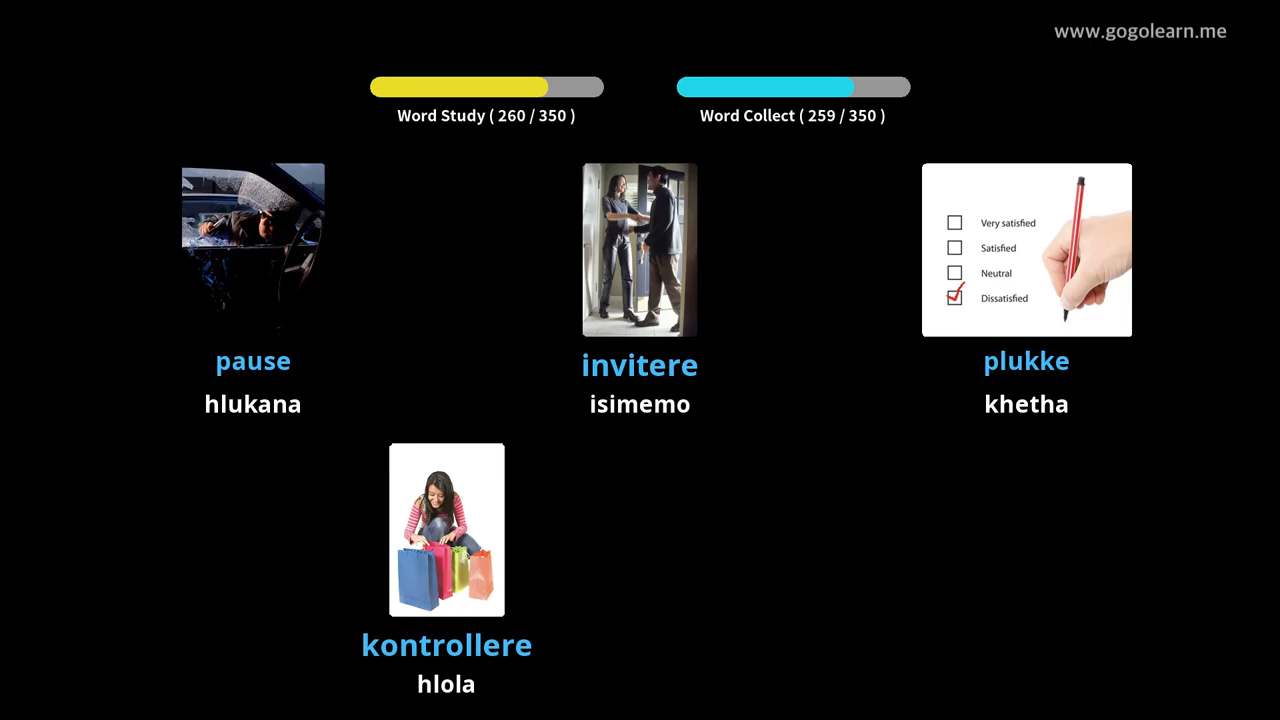 www.gogolearn.me
Word Study ( 260 / 350 )
Word Collect ( 259 / 350 )
Very satisfied
Satisfied
Neutral
Dissatisfied
pause
invitere
plukke
hlukana
isimemo
khetha
kontrollere
hlola